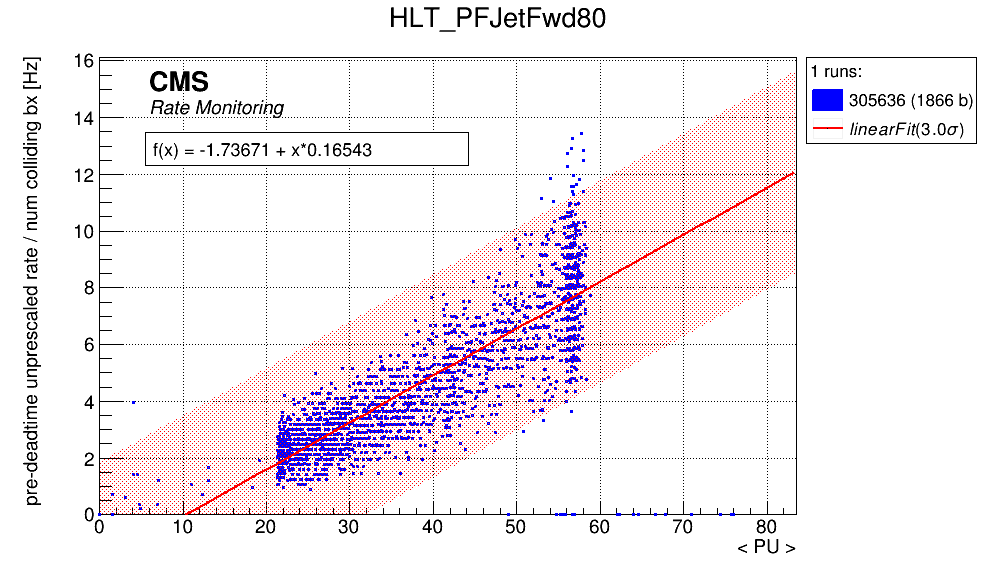 HLT_PFJetFwd80
pre-deadtime unprescaled rate / num colliding bx [Hz]
16
14
12
10
8
6
4
2
0
CMS
Rate Monitoring
f(x) = -1.73671 + x*0.16543
1 runs:
305636 (1866 b)
linearFit(3.0σ)
0 10 20 30 40 50 60 70 80
< PU >